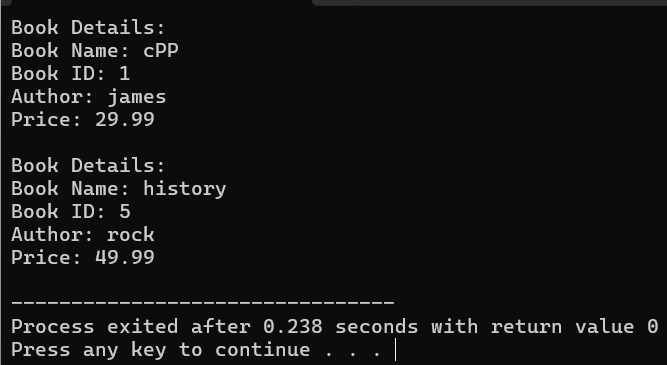 Book Details:
Book Name: cPP
Book ID: 1
Author: james
Price: 29.99

Book Details:
Book Name: history
Book ID: 5
Author: rock
Price: 49.99

--------------------------------
Process exited after 0.238 seconds with return value 0
Press any key to continue . . .